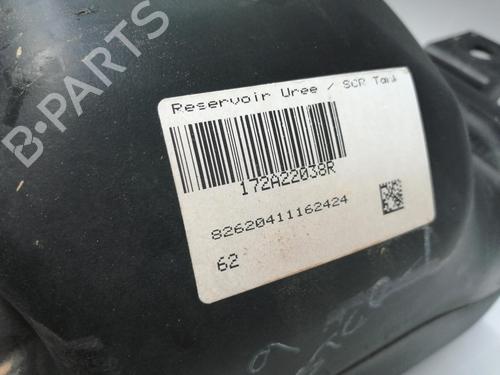 B-PARTS
Reservoir Uree / SCR Tank
172A22038R
82620411162424
62